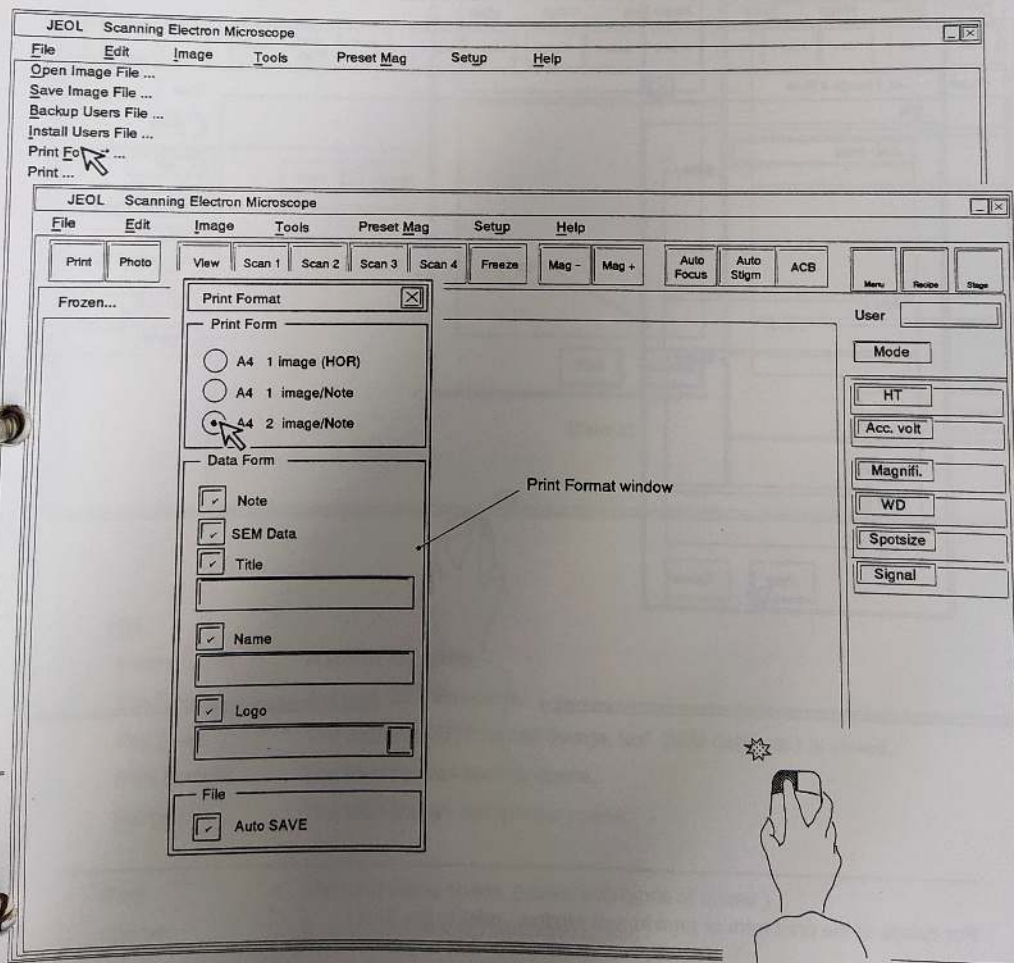 JEOL Scanning Electron Microscope
File Edit Image Tools Preset Mag Setup Help
Open Image File ...
Save Image File ...
Backup Users File ...
Install Users File ...
Print Fo ...
Print ...
JEOL Scanning Electron Microscope
File Edit Image Tools Preset Mag Setup Help
Print Photo View Scan 1 Scan 2 Scan 3 Scan 4 Freeze Mag - Mag + Auto Focus Auto Stigm ACB Menu Recipe Stage
Frozen...
User
Mode
HT
Acc. volt
Magnifi.
WD
Spotsize
Signal
Print Format
Print Form
A4 1 image (HOR)
A4 1 image/Note
A4 2 image/Note
Data Form
Note
SEM Data
Title
Name
Logo
File
Auto SAVE
Print Format window